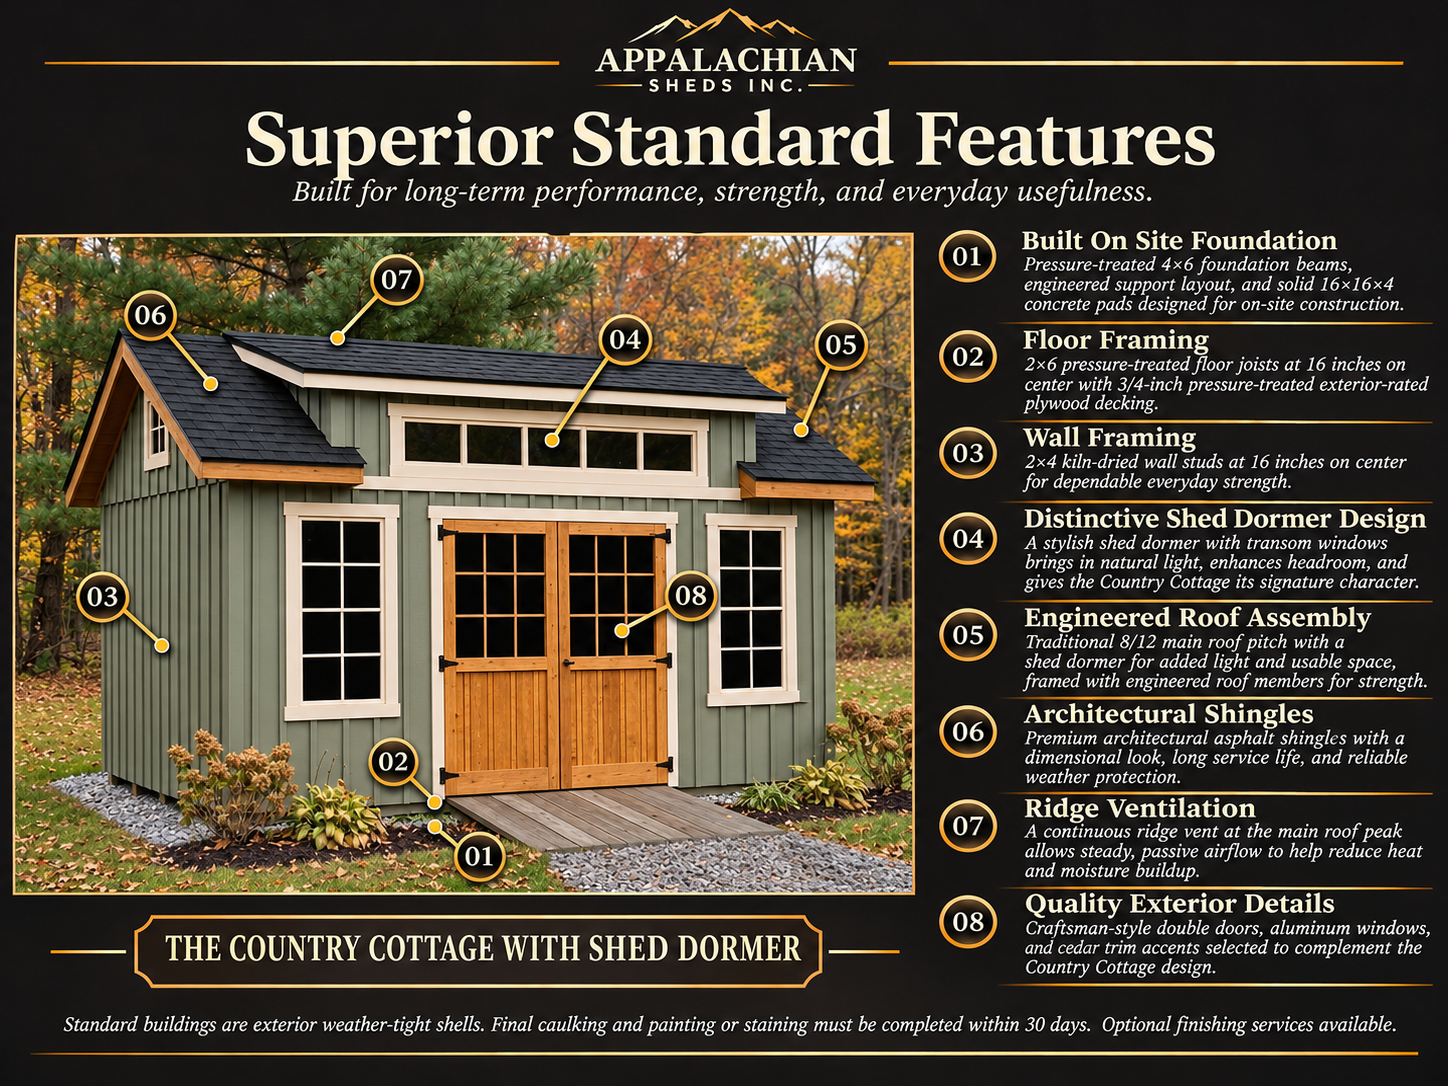 APPALACHIAN
SHEDS INC.
Superior Standard Features
Built for long-term performance, strength, and everyday usefulness.
07
06
04
05
03
08
02
01
01
Built On Site Foundation
Pressure-treated 4×6 foundation beams,
engineered support layout, and solid 16×16×4
concrete pads designed for on-site construction.
02
Floor Framing
2×6 pressure-treated floor joists at 16 inches on
center with 3/4-inch pressure-treated exterior-rated
plywood decking.
03
Wall Framing
2×4 kiln-dried wall studs at 16 inches on center
for dependable everyday strength.
04
Distinctive Shed Dormer Design
A stylish shed dormer with transom windows
brings in natural light, enhances headroom, and
gives the Country Cottage its signature character.
05
Engineered Roof Assembly
Traditional 8/12 main roof pitch with a
shed dormer for added light and usable space,
framed with engineered roof members for strength.
06
Architectural Shingles
Premium architectural asphalt shingles with a
dimensional look, long service life, and reliable
weather protection.
07
Ridge Ventilation
A continuous ridge vent at the main roof peak
allows steady, passive airflow to help reduce heat
and moisture buildup.
08
Quality Exterior Details
Craftsman-style double doors, aluminum windows,
and cedar trim accents selected to complement the
Country Cottage design.
THE COUNTRY COTTAGE WITH SHED DORMER
Standard buildings are exterior weather-tight shells. Final caulking and painting or staining must be completed within 30 days. Optional finishing services available.